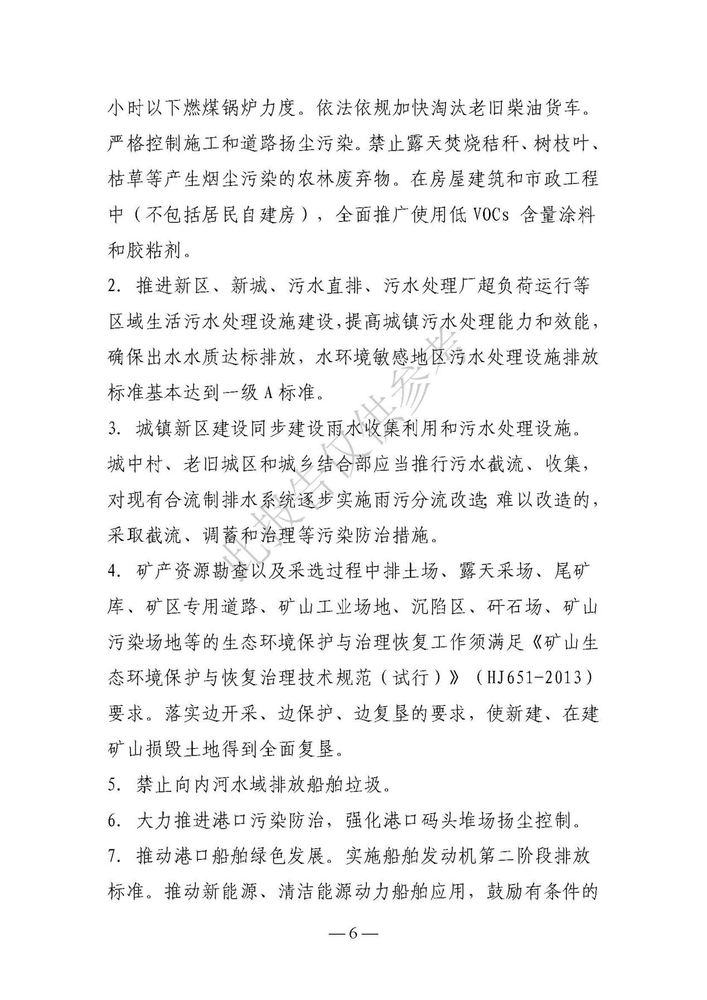 小时以下燃煤锅炉力度。依法依规加快淘汰老旧柴油货车。
严格控制施工和道路扬尘污染。禁止露天焚烧秸秆、树枝叶、
枯草等产生烟尘污染的农林废弃物。在房屋建筑和市政工程
中（不包括居民自建房），全面推广使用低 VOCs 含量涂料
和胶粘剂。
2. 推进新区、新城、污水直排、污水处理厂超负荷运行等
区域生活污水处理设施建设,提高城镇污水处理能力和效能，
确保出水水质达标排放，水环境敏感地区污水处理设施排放
标准基本达到一级 A 标准。
3. 城镇新区建设同步建设雨水收集利用和污水处理设施。
城中村、老旧城区和城乡结合部应当推行污水截流、收集，
对现有合流制排水系统逐步实施雨污分流改造;难以改造的，
采取截流、调蓄和治理等污染防治措施。
4. 矿产资源勘查以及采选过程中排土场、露天采场、尾矿
库、矿区专用道路、矿山工业场地、沉陷区、矸石场、矿山
污染场地等的生态环境保护与治理恢复工作须满足《矿山生
态环境保护与恢复治理技术规范（试行）》（HJ651-2013）
要求。落实边开采、边保护、边复垦的要求，使新建、在建
矿山损毁土地得到全面复垦。
5. 禁止向内河水域排放船舶垃圾。
6. 大力推进港口污染防治，强化港口码头堆场扬尘控制。
7. 推动港口船舶绿色发展。实施船舶发动机第二阶段排放
标准。推动新能源、清洁能源动力船舶应用，鼓励有条件的
— 6 —
此报告仅供参考